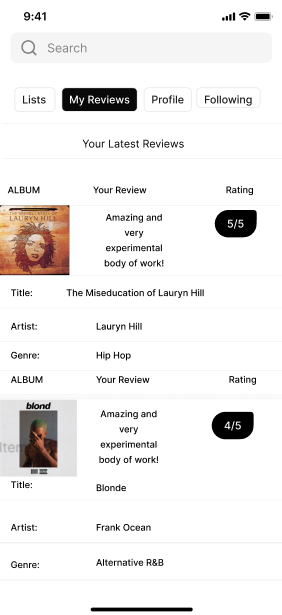 9:41
Search
Lists My Reviews Profile Following
Your Latest Reviews
ALBUM Your Review Rating
THE MISEDUCATION OF
LAURYN HILL
Amazing and
very
experimental
body of work!
5/5
Title: The Miseducation of Lauryn Hill
Artist: Lauryn Hill
Genre: Hip Hop
ALBUM Your Review Rating
blond
Amazing and
very
experimental
body of work!
4/5
Title: Blonde
Artist: Frank Ocean
Genre: Alternative R&B